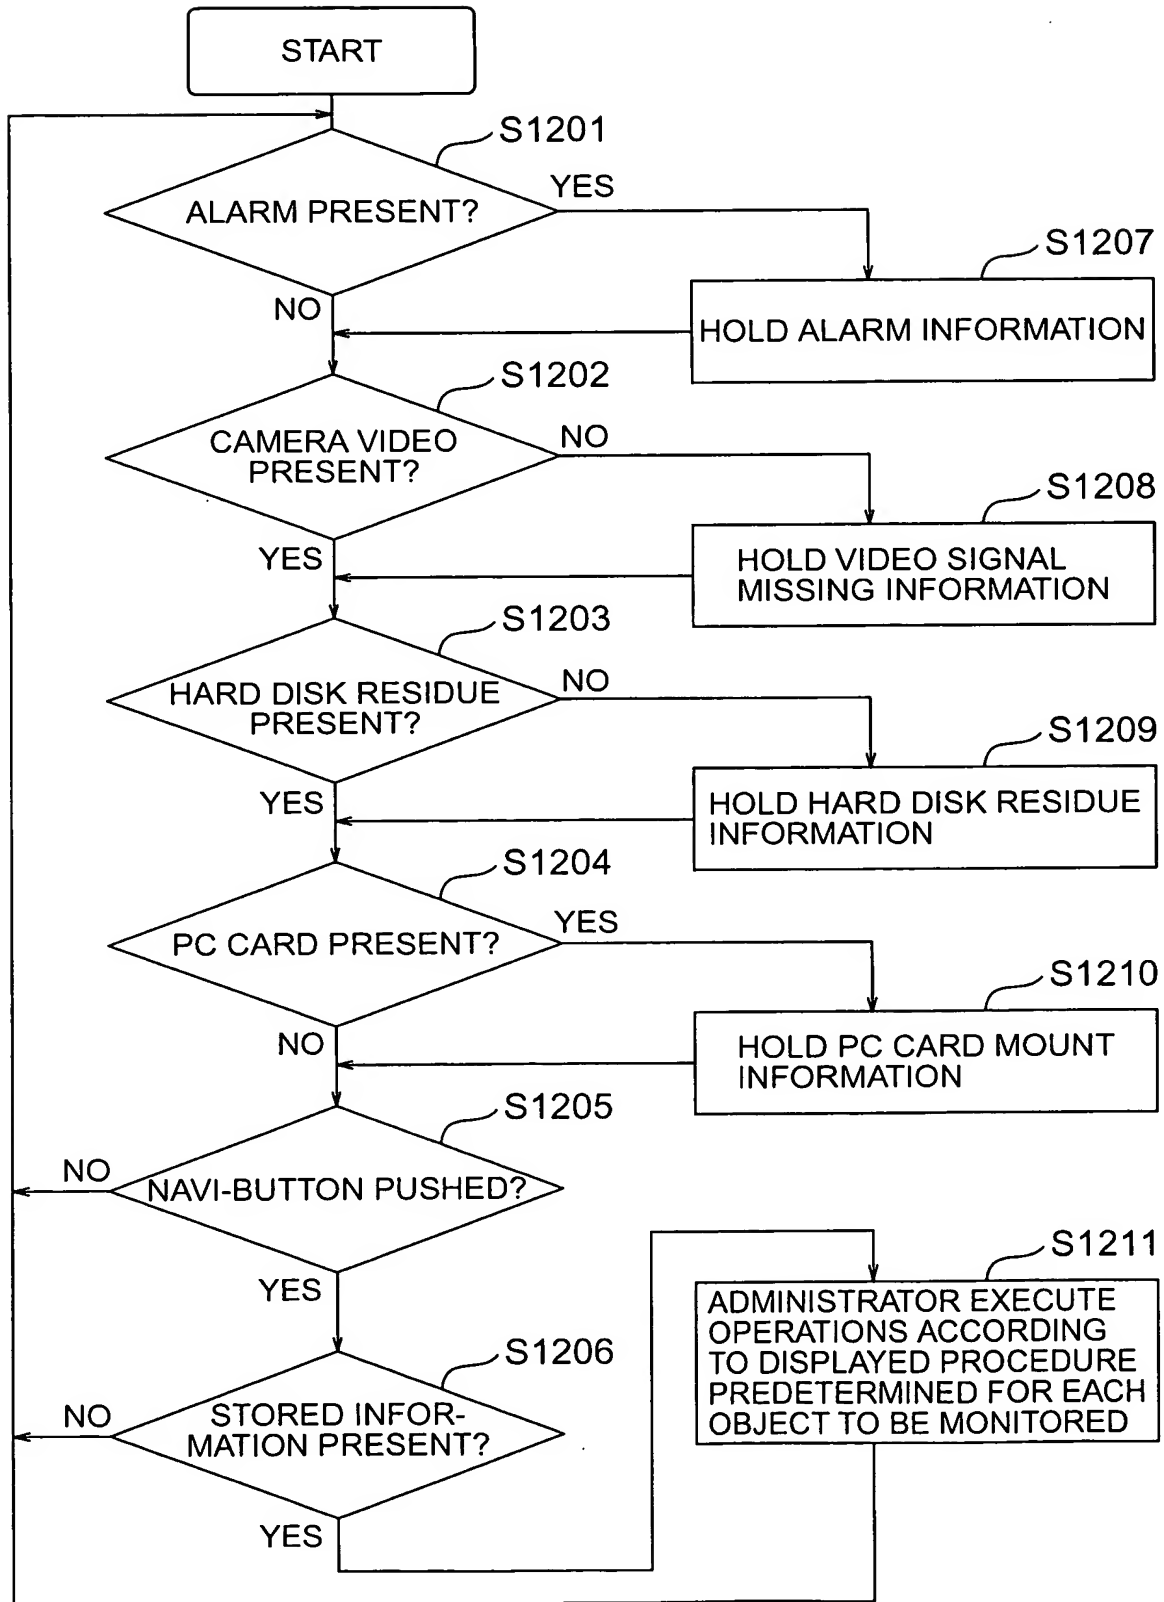 START
S1201
ALARM PRESENT?
YES
S1207
NO
HOLD ALARM INFORMATION
S1202
CAMERA VIDEO
PRESENT?
NO
S1208
YES
HOLD VIDEO SIGNAL
MISSING INFORMATION
S1203
HARD DISK RESIDUE
PRESENT?
NO
S1209
YES
HOLD HARD DISK RESIDUE
INFORMATION
S1204
PC CARD PRESENT?
YES
S1210
NO
HOLD PC CARD MOUNT
INFORMATION
S1205
NO
NAVI-BUTTON PUSHED?
YES
S1211
ADMINISTRATOR EXECUTE
OPERATIONS ACCORDING
TO DISPLAYED PROCEDURE
PREDETERMINED FOR EACH
OBJECT TO BE MONITORED
S1206
NO
STORED INFOR-
MATION PRESENT?
YES